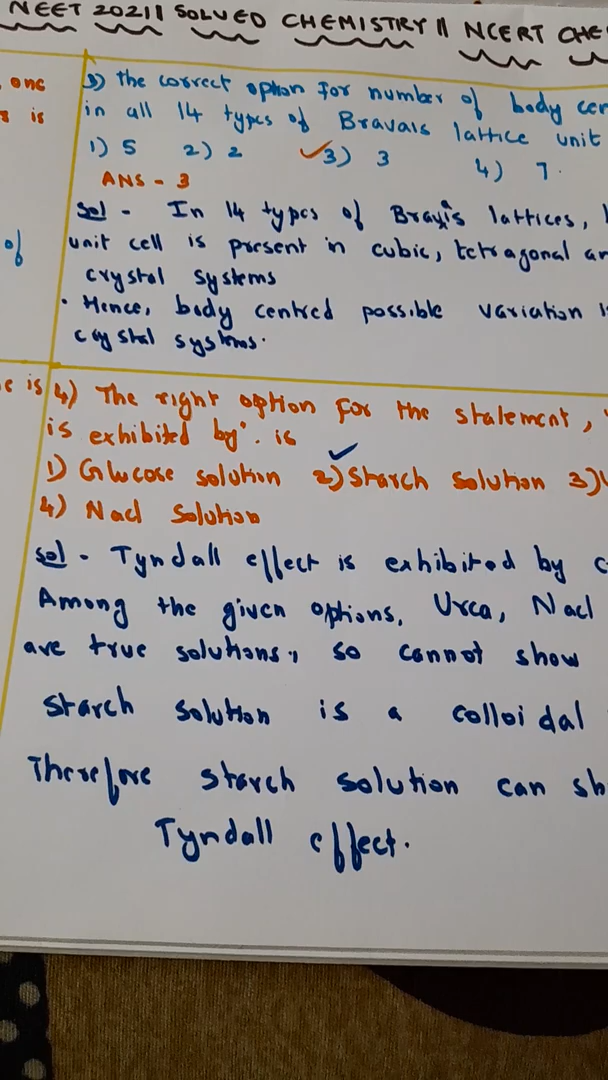 NEET 2021 || SOLVED CHEMISTRY || NCERT CHE
one
is
3) the correct option for number of body cen
in all 14 types of Bravais lattice unit
1) 5 2) 2 3) 3 4) 7.
ANS - 3
Sol - In 14 types of Bravais lattices,
unit cell is present in cubic, tetragonal an
crystal systems
• Hence, body centred possible variation i
crystal systems.
of
is
4) The right option for the statement,
is exhibited by'. is
1) Glucose solution 2) Starch solution 3)
4) Nacl Solution
Sol - Tyndall effect is exhibited by c
Among the given options, Urea, Nacl
are true solutions, so cannot show
Starch solution is a colloidal
Therefore starch solution can sh
Tyndall effect.